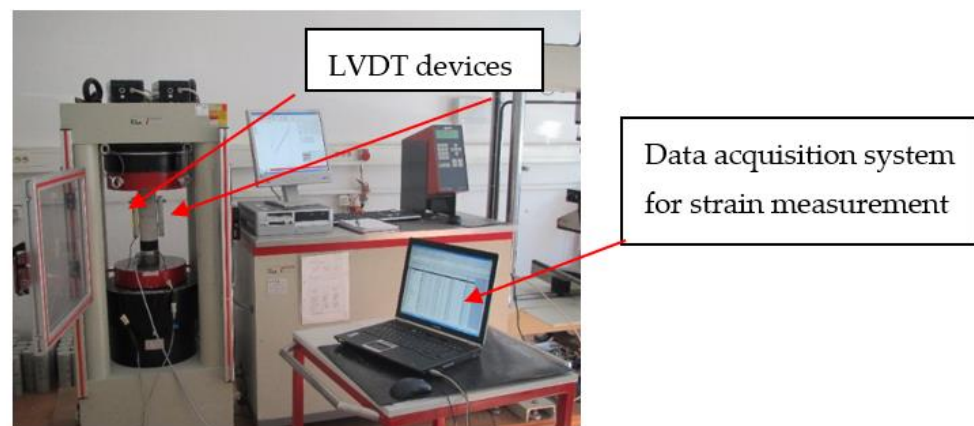 LVDT devices
Data acquisition system
for strain measurement